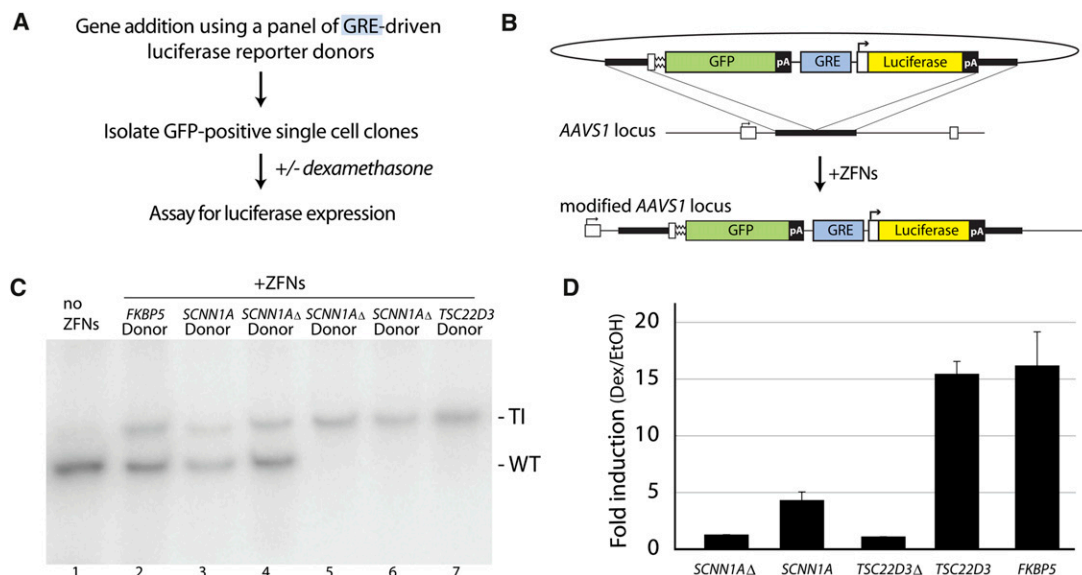 A
Gene addition using a panel of GRE-driven
luciferase reporter donors
Isolate GFP-positive single cell clones
+/- dexamethasone
Assay for luciferase expression
B
GFP pA GRE Luciferase pA
AAVS1 locus
+ZFNs
modified AAVS1 locus
GFP pA GRE Luciferase pA
C
+ZFNs
no
ZFNs
FKBP5 SCNN1A SCNN1AΔ SCNN1AΔ SCNN1AΔ TSC22D3
Donor Donor Donor Donor Donor Donor
- TI
- WT
1 2 3 4 5 6 7
D
Fold induction (Dex/EtOH)
20
15
10
5
0
SCNN1AΔ SCNN1A TSC22D3Δ TSC22D3 FKBP5